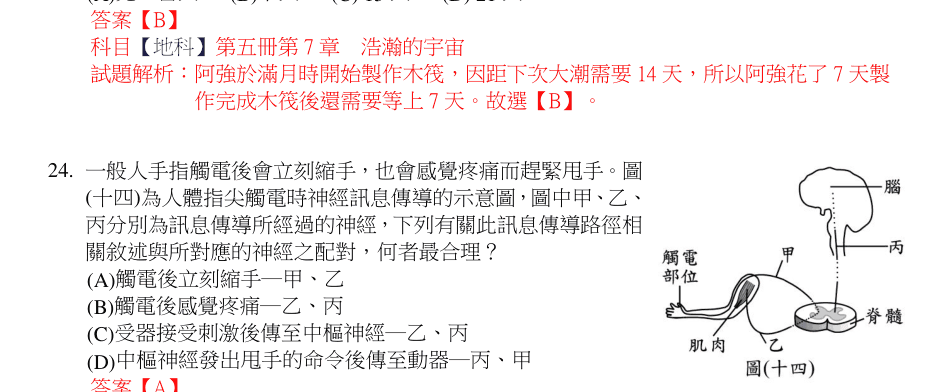 答案【B】
科目【地科】第五冊第 7 章　浩瀚的宇宙
試題解析：阿強於滿月時開始製作木筏，因距下次大潮需要 14 天，所以阿強花了 7 天製
作完成木筏後還需要等上 7 天。故選【B】。
24. 一般人手指觸電後會立刻縮手，也會感覺疼痛而趕緊甩手。圖
(十四)為人體指尖觸電時神經訊息傳導的示意圖，圖中甲、乙、
丙分別為訊息傳導所經過的神經，下列有關此訊息傳導路徑相
關敘述與所對應的神經之配對，何者最合理？
(A)觸電後立刻縮手─甲、乙
(B)觸電後感覺疼痛─乙、丙
(C)受器接受刺激後傳至中樞神經─乙、丙
(D)中樞神經發出甩手的命令後傳至動器─丙、甲
腦
丙
甲
觸電
部位
脊髓
肌肉
乙
圖(十四)
答案【A】